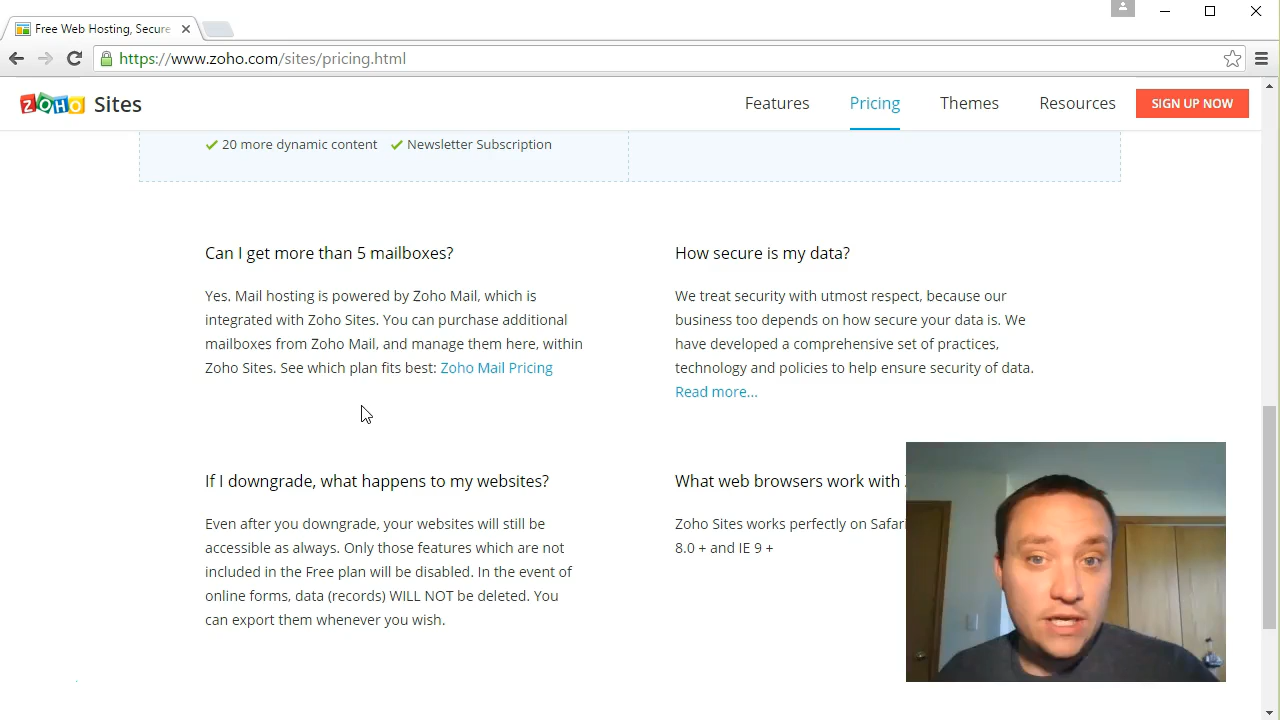 Free Web Hosting, Secure
https://www.zoho.com/sites/pricing.html
ZOHO Sites
Features
Pricing
Themes
Resources
SIGN UP NOW
20 more dynamic content
Newsletter Subscription
Can I get more than 5 mailboxes?
Yes. Mail hosting is powered by Zoho Mail, which is
integrated with Zoho Sites. You can purchase additional
mailboxes from Zoho Mail, and manage them here, within
Zoho Sites. See which plan fits best: Zoho Mail Pricing
How secure is my data?
We treat security with utmost respect, because our
business too depends on how secure your data is. We
have developed a comprehensive set of practices,
technology and policies to help ensure security of data.
Read more...
If I downgrade, what happens to my websites?
Even after you downgrade, your websites will still be
accessible as always. Only those features which are not
included in the Free plan will be disabled. In the event of
online forms, data (records) WILL NOT be deleted. You
can export them whenever you wish.
What web browsers work with
Zoho Sites works perfectly on Safari
8.0 + and IE 9 +